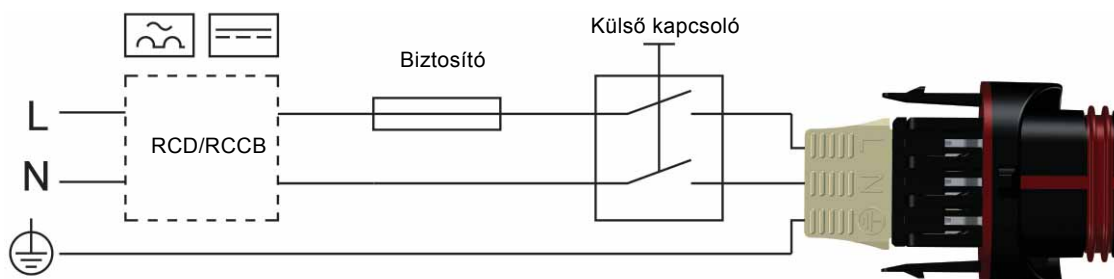 Külső kapcsoló
Biztosító
L
RCD/RCCB
N
L
N